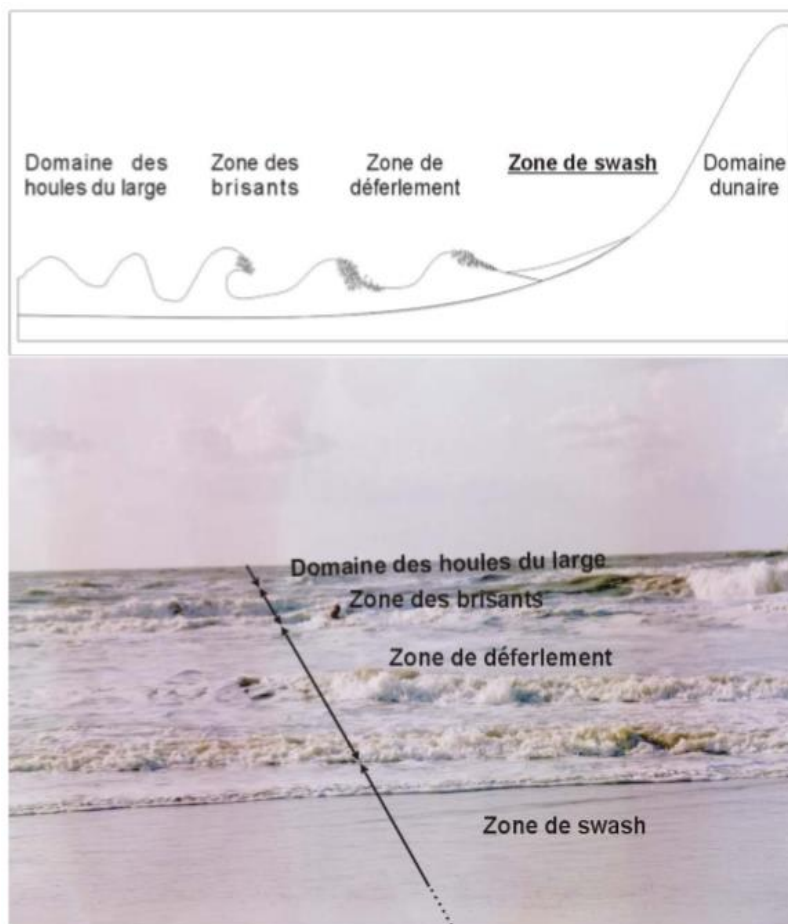 Domaine des
houles du large
Zone des
brisants
Zone de
déferlement
Zone de swash
Domaine
dunaire
Domaine des houles du large
Zone des brisants
Zone de déferlement
Zone de swash